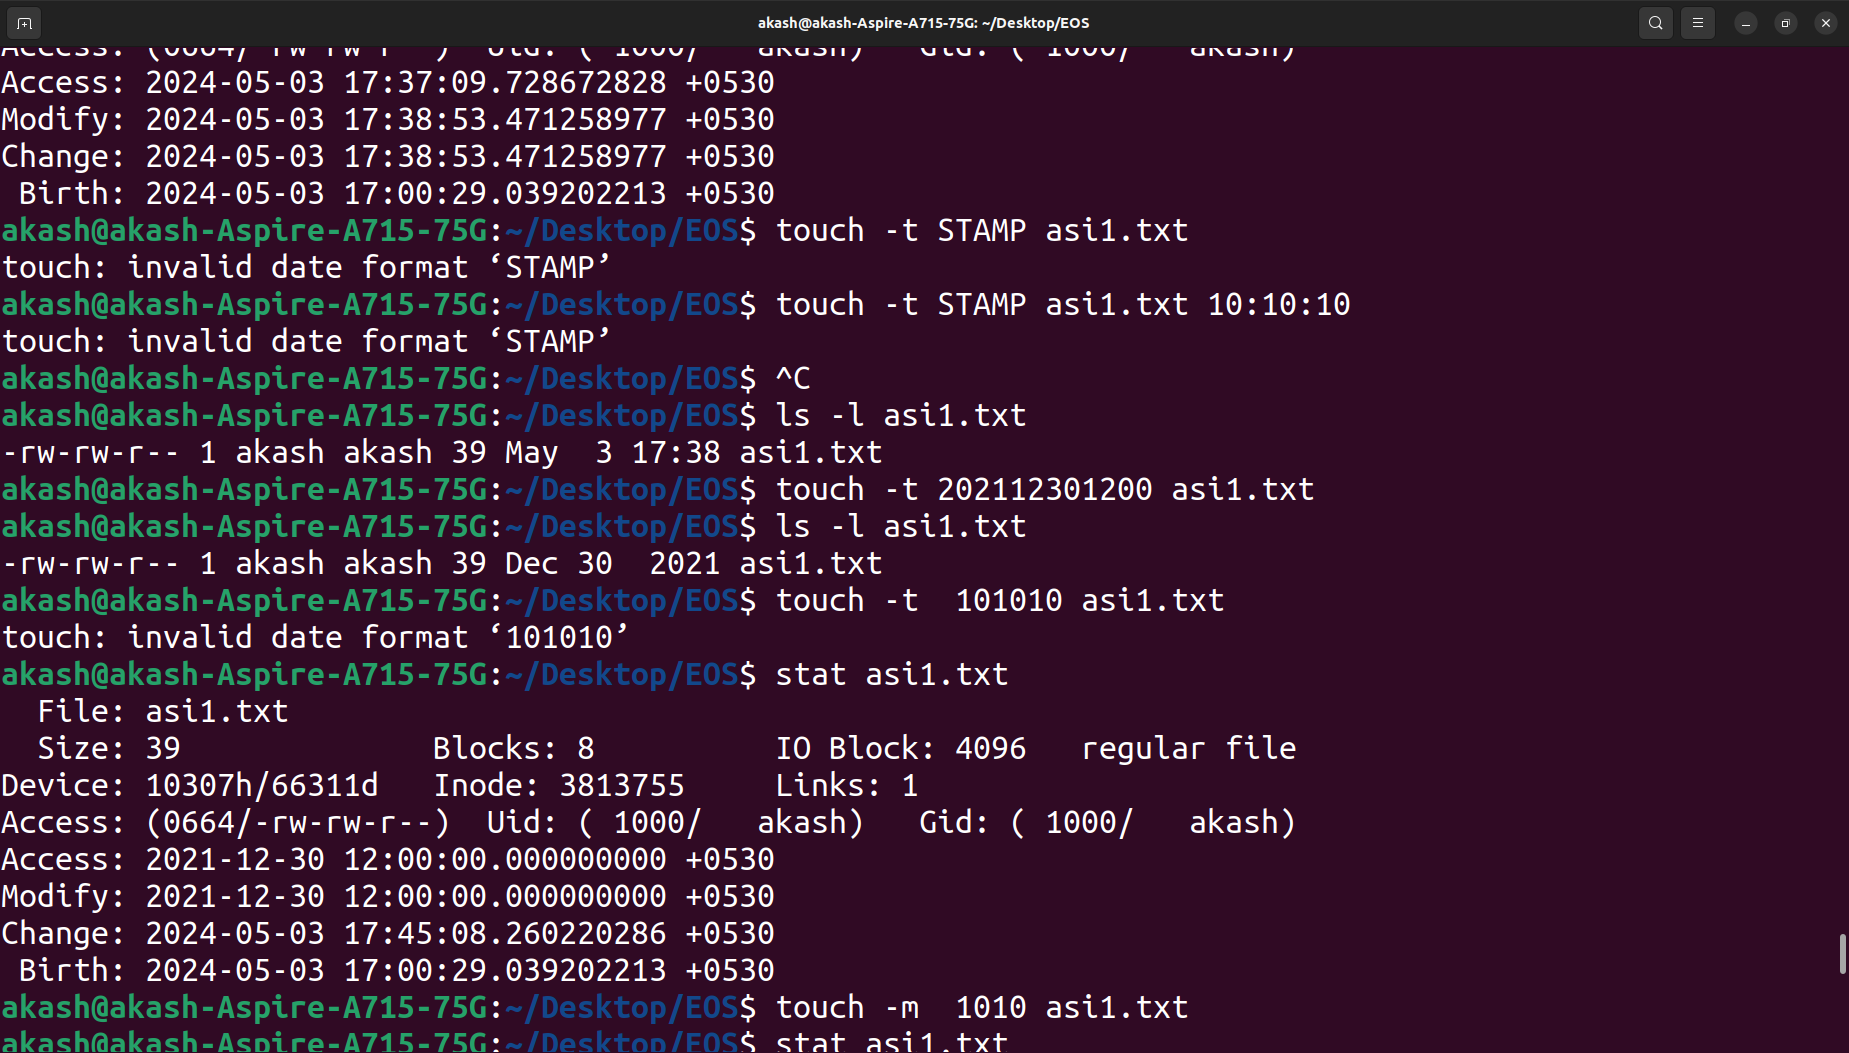 akash@akash-Aspire-A715-75G: ~/Desktop/EOS
Access: (0664/-rw-rw-r--)  Uid: ( 1000/   akash)   Gid: ( 1000/   akash)
Access: 2024-05-03 17:37:09.728672828 +0530
Modify: 2024-05-03 17:38:53.471258977 +0530
Change: 2024-05-03 17:38:53.471258977 +0530
 Birth: 2024-05-03 17:00:29.039202213 +0530
akash@akash-Aspire-A715-75G:~/Desktop/EOS$ touch -t STAMP asi1.txt
touch: invalid date format ‘STAMP’
akash@akash-Aspire-A715-75G:~/Desktop/EOS$ touch -t STAMP asi1.txt 10:10:10
touch: invalid date format ‘STAMP’
akash@akash-Aspire-A715-75G:~/Desktop/EOS$ ^C
akash@akash-Aspire-A715-75G:~/Desktop/EOS$ ls -l asi1.txt
-rw-rw-r-- 1 akash akash 39 May  3 17:38 asi1.txt
akash@akash-Aspire-A715-75G:~/Desktop/EOS$ touch -t 202112301200 asi1.txt
akash@akash-Aspire-A715-75G:~/Desktop/EOS$ ls -l asi1.txt
-rw-rw-r-- 1 akash akash 39 Dec 30  2021 asi1.txt
akash@akash-Aspire-A715-75G:~/Desktop/EOS$ touch -t  101010 asi1.txt
touch: invalid date format ‘101010’
akash@akash-Aspire-A715-75G:~/Desktop/EOS$ stat asi1.txt
  File: asi1.txt
  Size: 39              Blocks: 8          IO Block: 4096   regular file
Device: 10307h/66311d   Inode: 3813755     Links: 1
Access: (0664/-rw-rw-r--)  Uid: ( 1000/   akash)   Gid: ( 1000/   akash)
Access: 2021-12-30 12:00:00.000000000 +0530
Modify: 2021-12-30 12:00:00.000000000 +0530
Change: 2024-05-03 17:45:08.260220286 +0530
 Birth: 2024-05-03 17:00:29.039202213 +0530
akash@akash-Aspire-A715-75G:~/Desktop/EOS$ touch -m  1010 asi1.txt
akash@akash-Aspire-A715-75G:~/Desktop/EOS$ stat asi1.txt